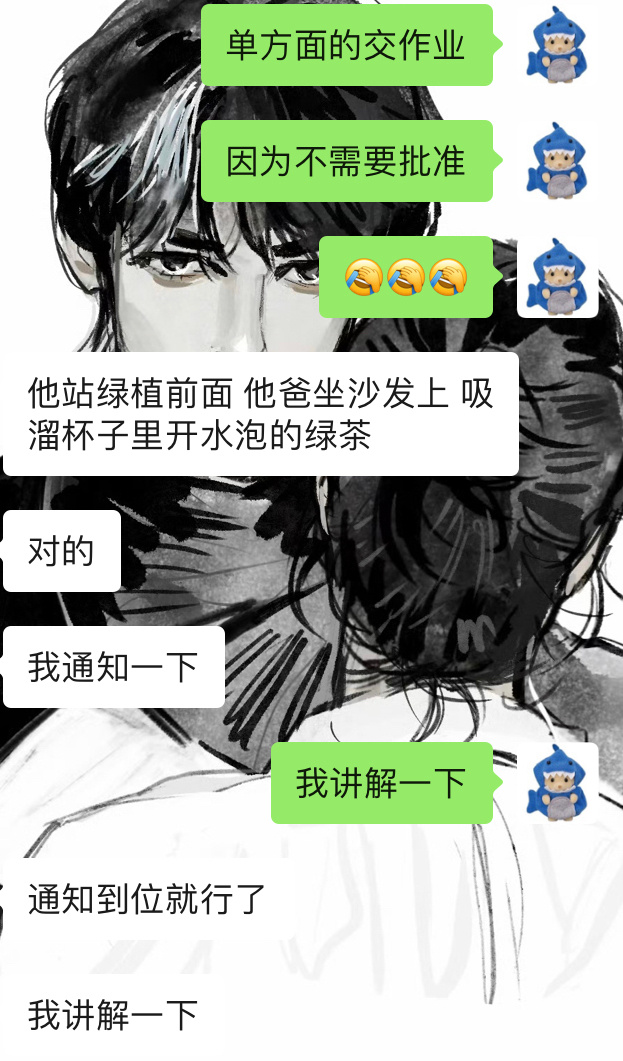 单方面的交作业
因为不需要批准
🤣🤣🤣
他站绿植前面 他爸坐沙发上 吸
溜杯子里开水泡的绿茶
对的
我通知一下
我讲解一下
通知到位就行了
我讲解一下
m